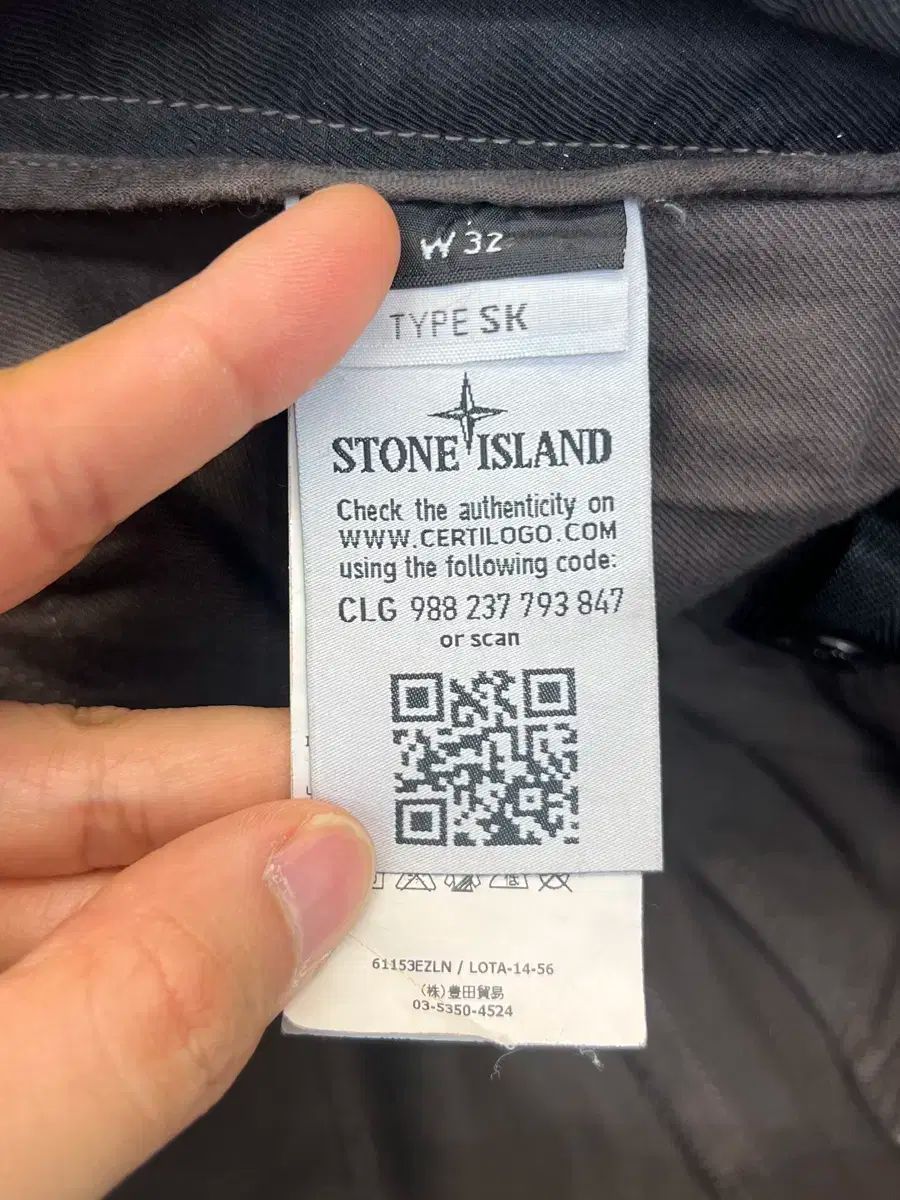 W 32
TYPE SK
STONE ISLAND
Check the authenticity on
WWW.CERTILOGO.COM
using the following code:
CLG 988 237 793 847
or scan
61153EZLN / LOTA-14-56
(株)豊田貿易
03-5350-4524